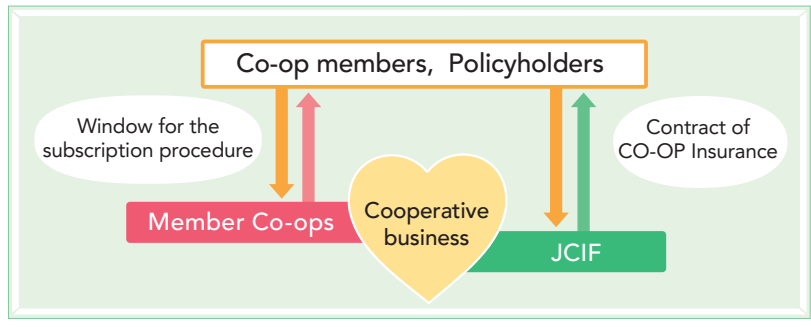 Co-op members, Policyholders
Window for the
subscription procedure
Contract of
CO-OP Insurance
Member Co-ops
Cooperative
business
JCIF